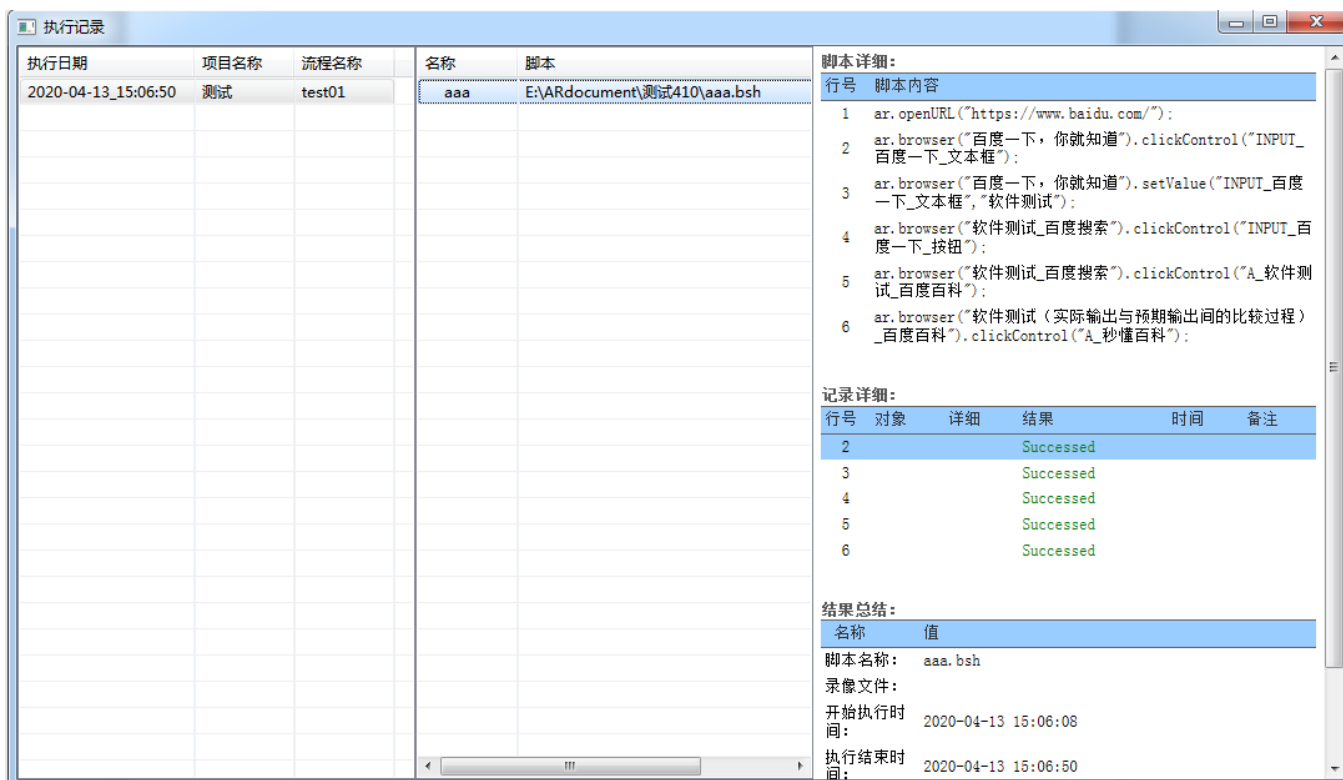 执行记录
执行日期 项目名称 流程名称
2020-04-13_15:06:50 测试 test01
名称 脚本
aaa E:\ARdocument\测试410\aaa.bsh
脚本详细:
行号 脚本内容
1 ar.openURL("https://www.baidu.com/");
2 ar.browser("百度一下，你就知道").clickControl("INPUT_
百度一下_文本框");
3 ar.browser("百度一下，你就知道").setValue("INPUT_百度
一下_文本框","软件测试");
4 ar.browser("软件测试_百度搜索").clickControl("INPUT_百
度一下_按钮");
5 ar.browser("软件测试_百度搜索").clickControl("A_软件测
试_百度百科");
6 ar.browser("软件测试（实际输出与预期输出间的比较过程）
_百度百科").clickControl("A_秒懂百科");
记录详细:
行号 对象 详细 结果 时间 备注
2 Successed
3 Successed
4 Successed
5 Successed
6 Successed
结果总结:
名称 值
脚本名称: aaa.bsh
录像文件:
开始执行时
间: 2020-04-13 15:06:08
执行结束时
间: 2020-04-13 15:06:50